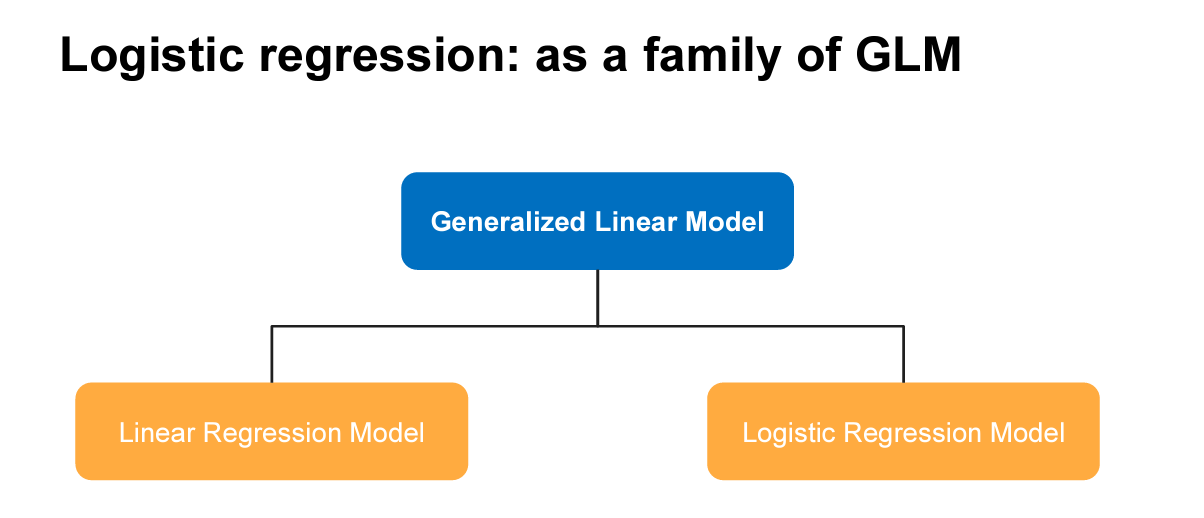 Logistic regression: as a family of GLM
Generalized Linear Model
Linear Regression Model
Logistic Regression Model